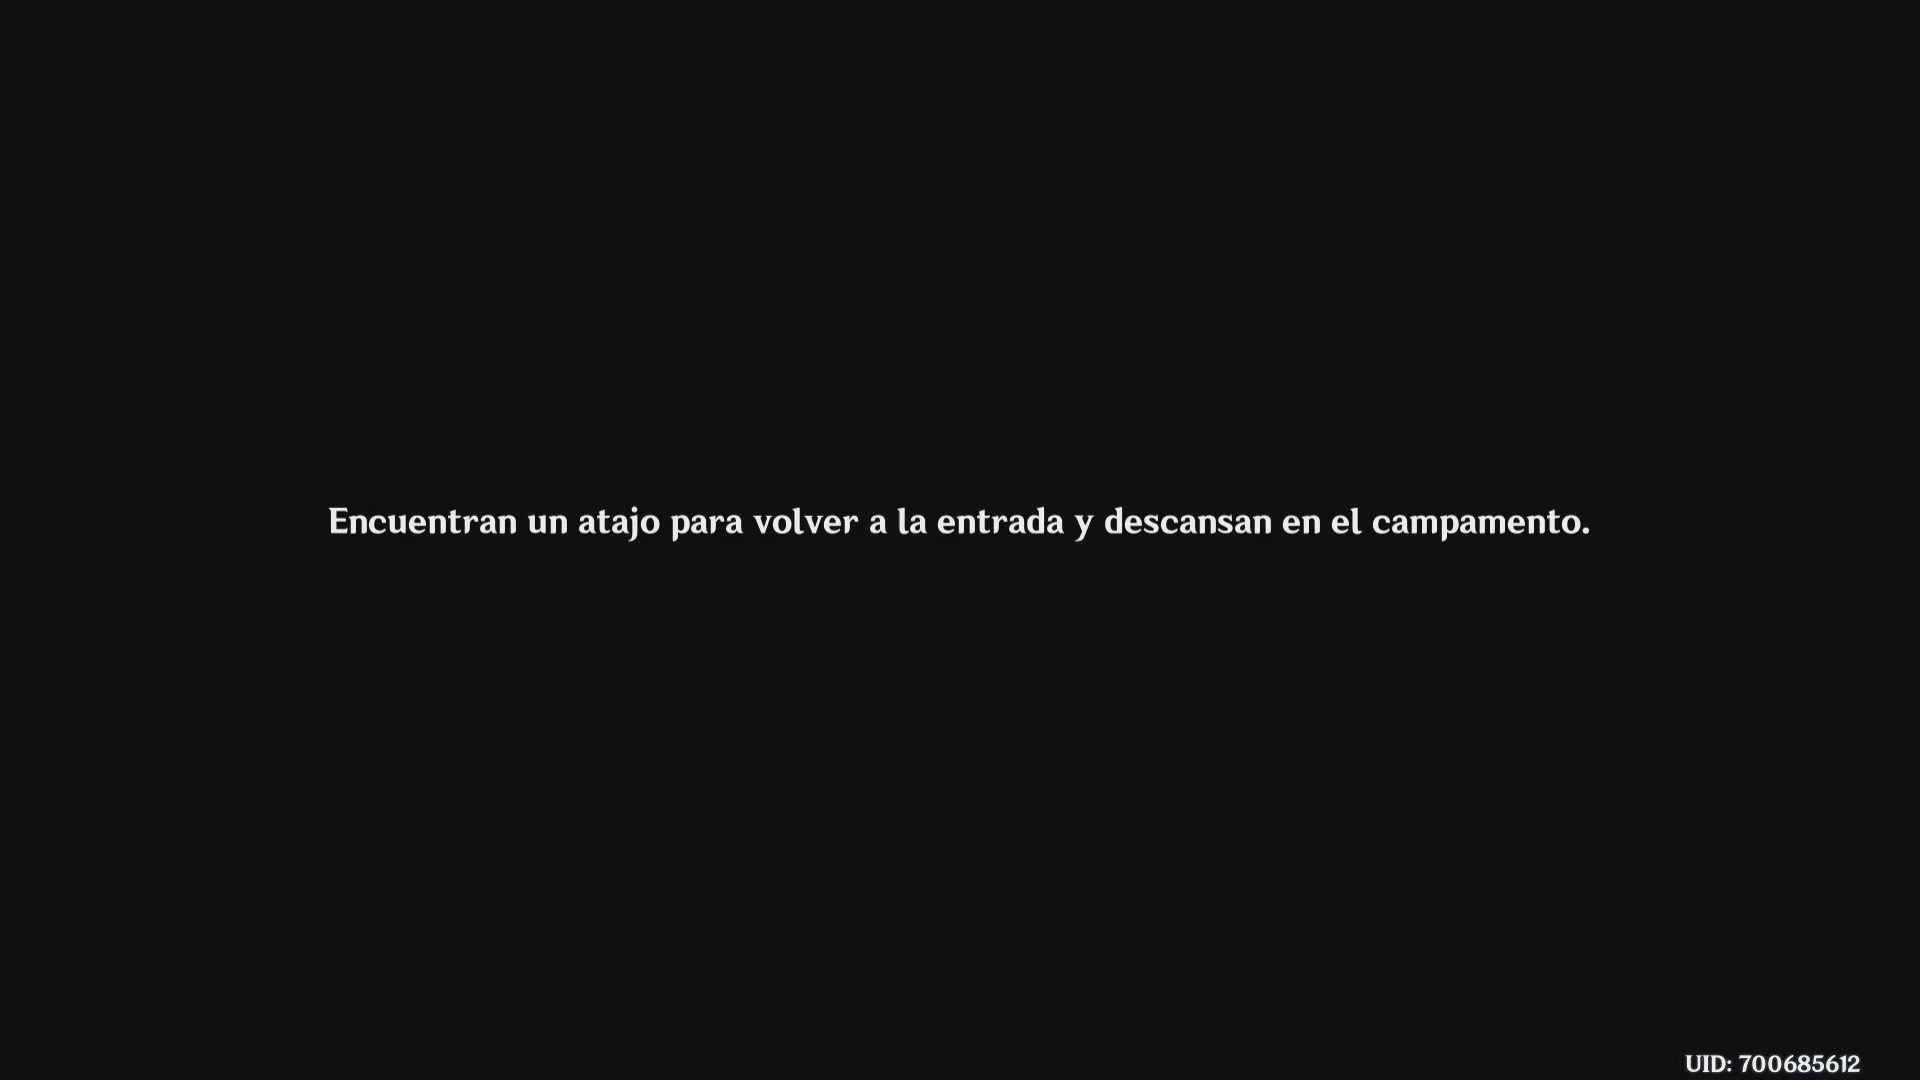 Encuentran un atajo para volver a la entrada y descansan en el campamento.
UID: 700685612